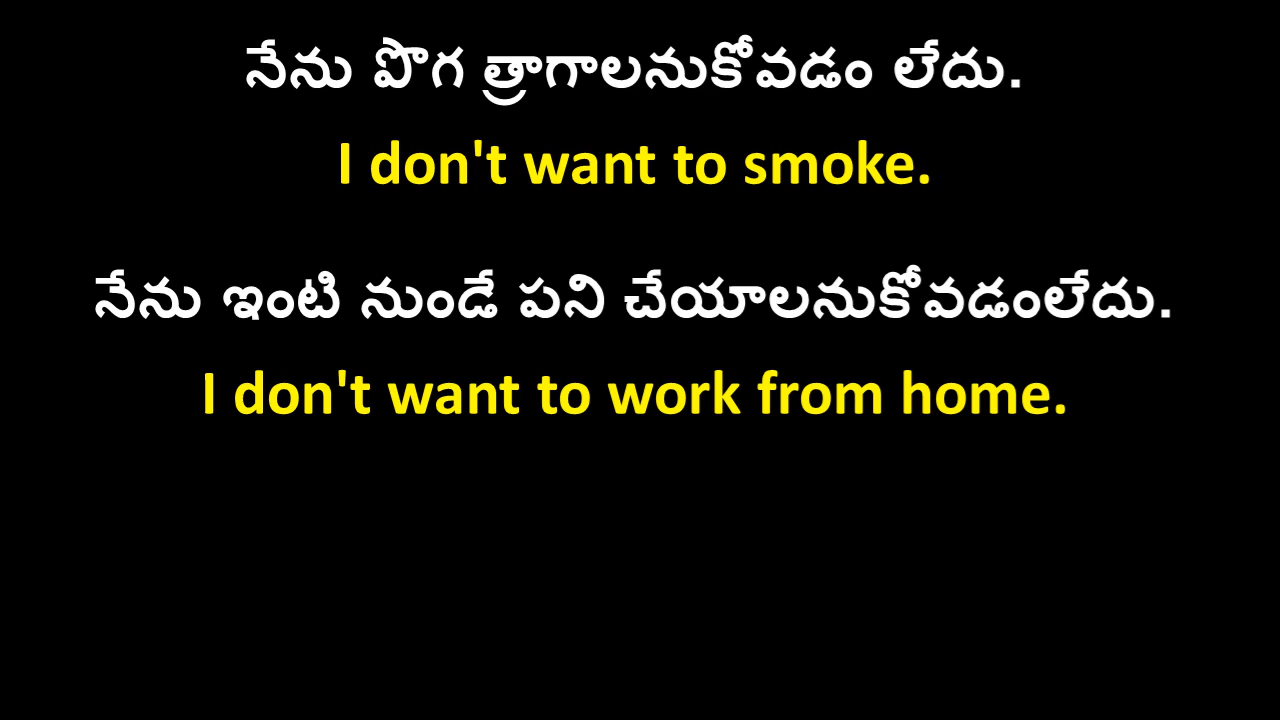 నేను పొగ త్రాగాలనుకోవడం లేదు.
I don't want to smoke.
నేను ఇంటి నుండే పని చేయాలనుకోవడంలేదు.
I don't want to work from home.